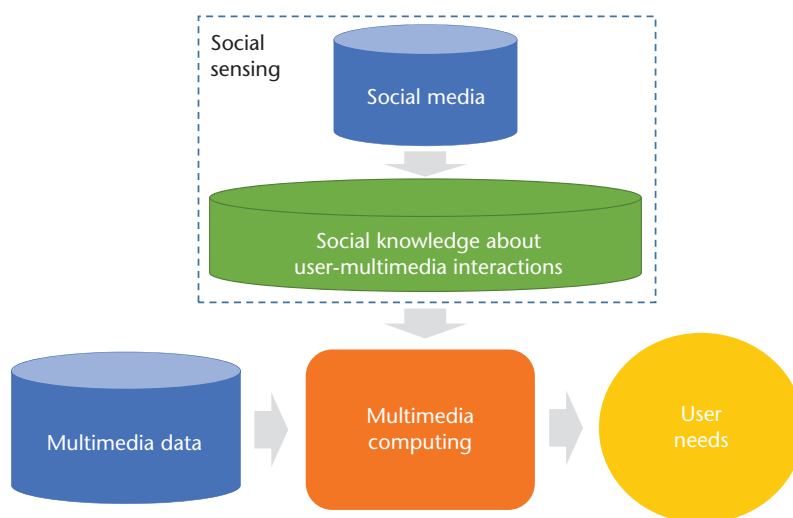 Social
sensing
Social media
Social knowledge about
user-multimedia interactions
Multimedia data
Multimedia
computing
User
needs